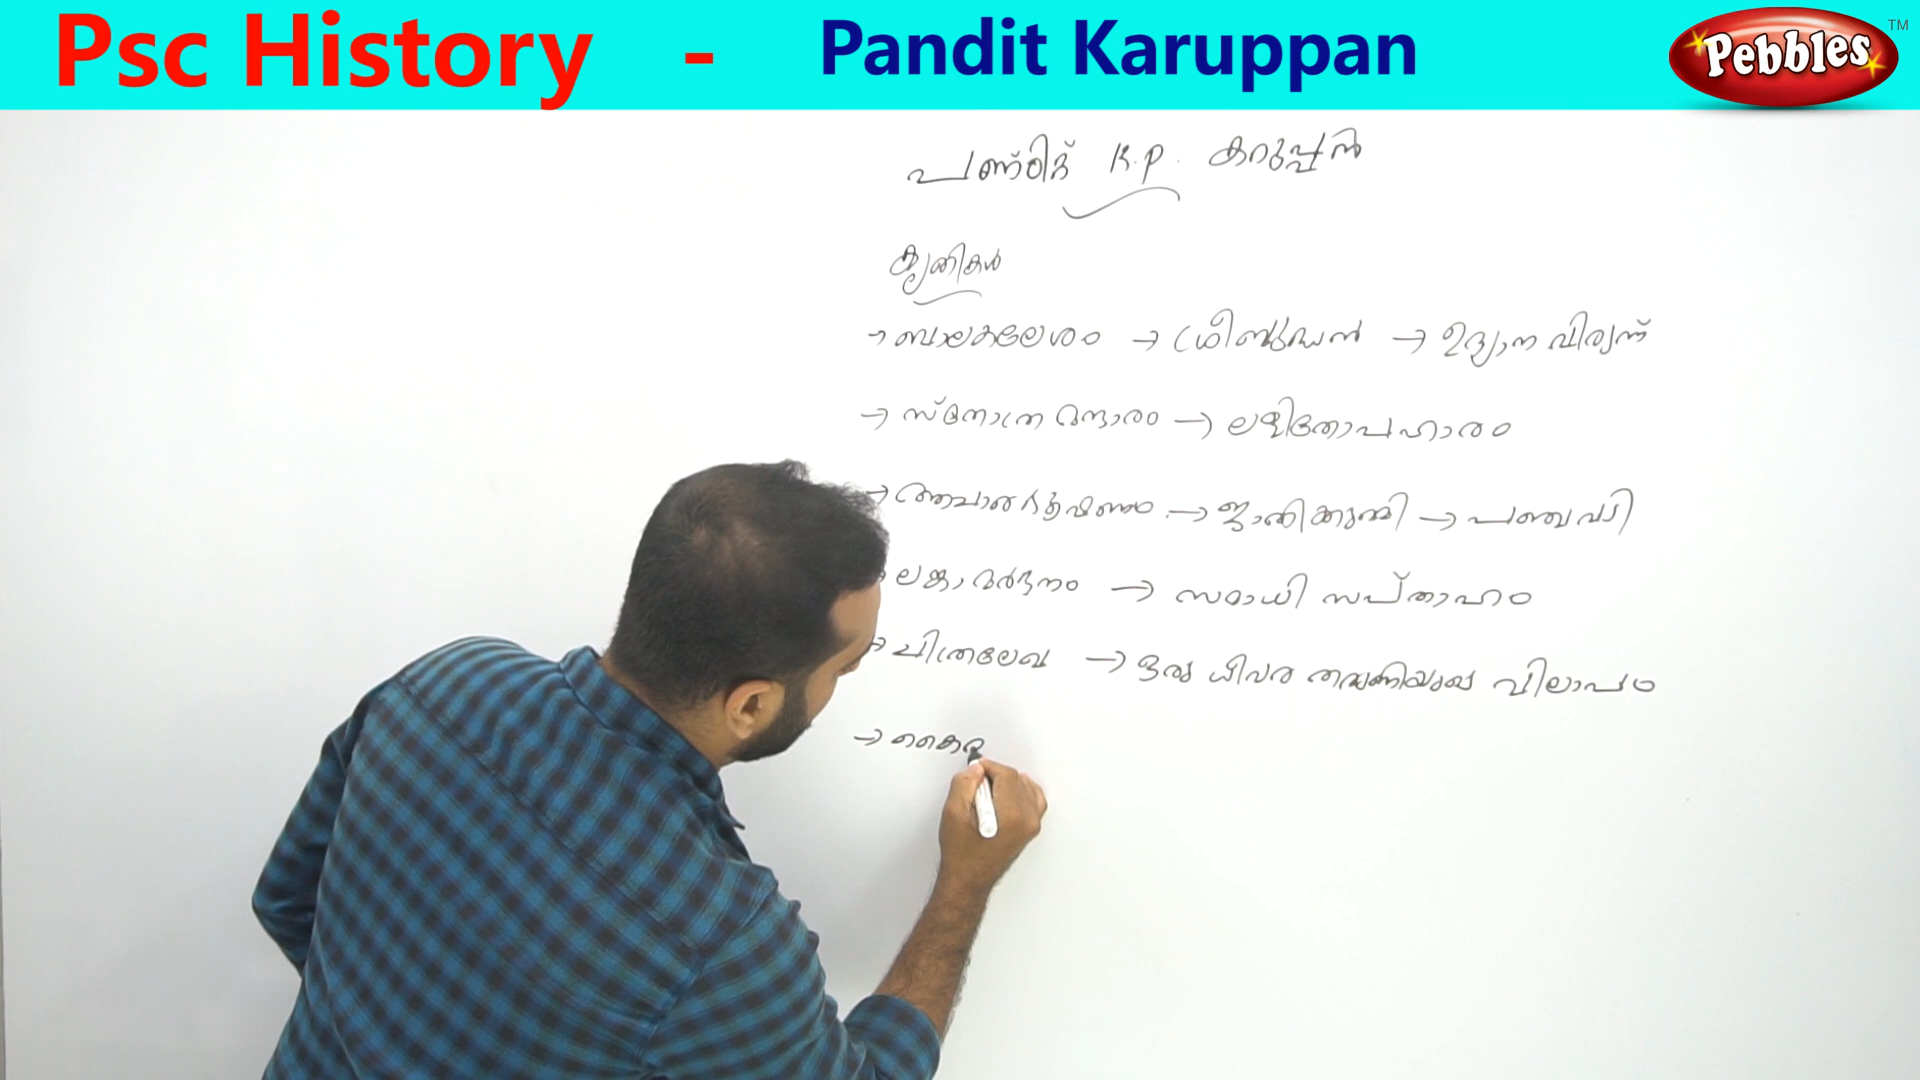 Psc History - Pandit Karuppan
Pebbles TM
പണ്ഠിറ്റ് K.P. കറുപ്പൻ
കൃതികൾ
→ ബാലകലേശം → ശ്രീബുദ്ധൻ → ഉദ്യാന വിരുന്ന്
→ സ്തോത്ര മന്ദാരം → ലളിതോപഹാരം
→ ആചാരഭൂഷണം → ജാതിക്കുമ്മി → പഞ്ചവടി
ലങ്കാമർദ്ദനം → സമാധി സപ്താഹം
→ ചിത്രലേഖ → ഒരു ധീവര തരുണിയുടെ വിലാപം
→ കൈര